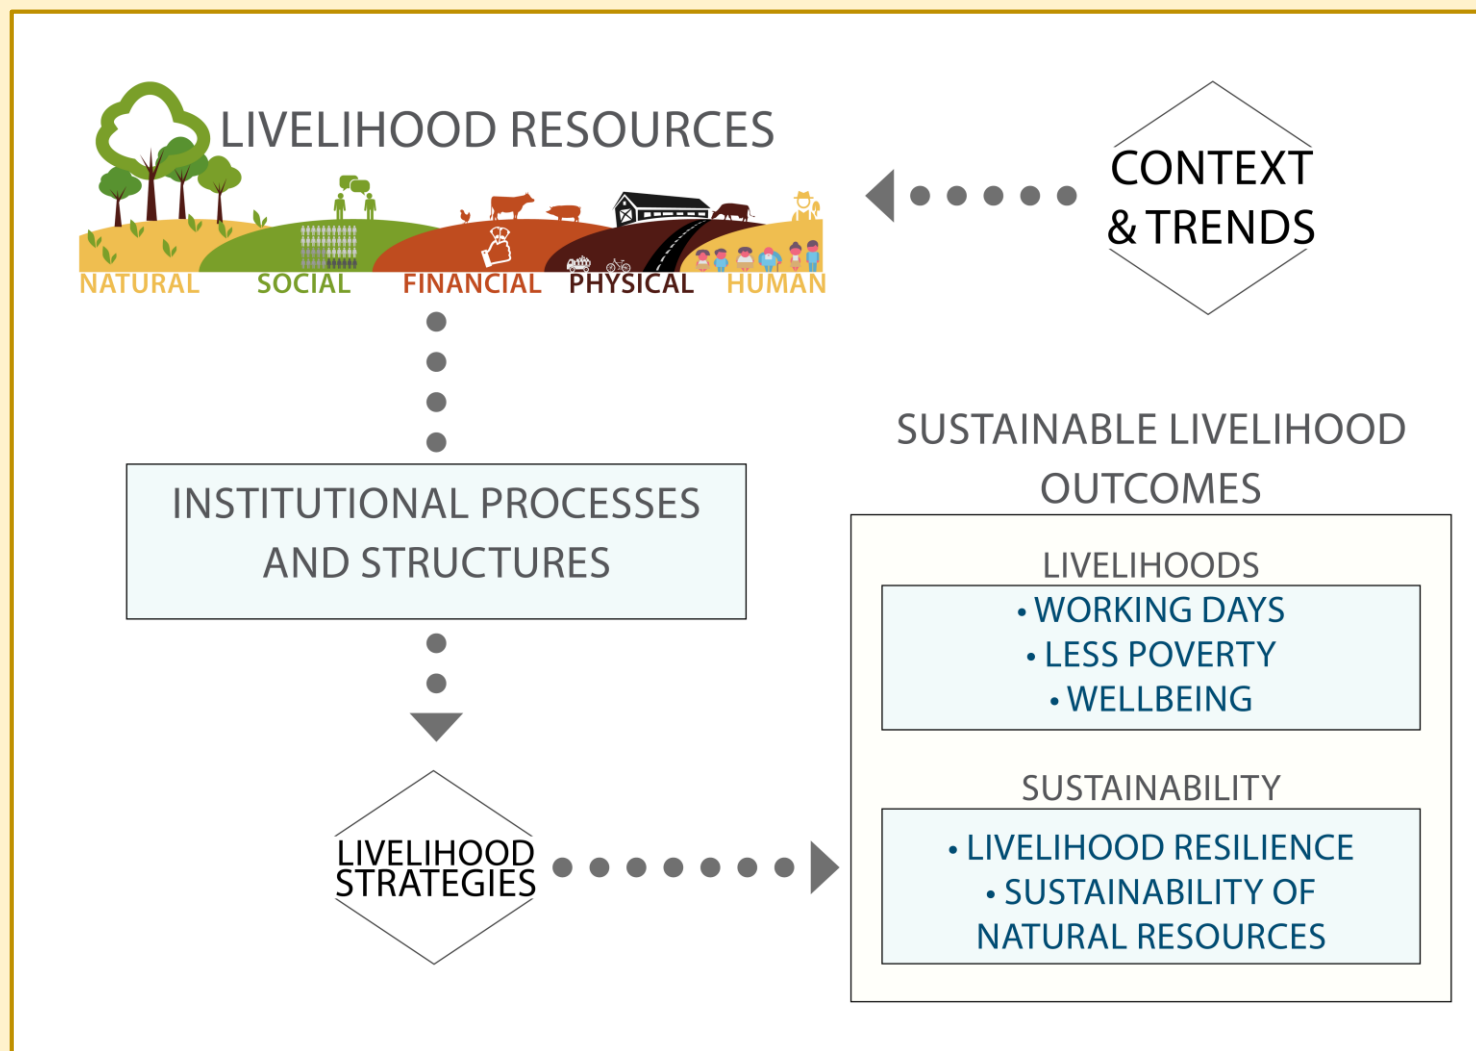 LIVELIHOOD RESOURCES
NATURAL
SOCIAL
FINANCIAL
PHYSICAL
HUMAN
CONTEXT
& TRENDS
INSTITUTIONAL PROCESSES
AND STRUCTURES
LIVELIHOOD
STRATEGIES
SUSTAINABLE LIVELIHOOD
OUTCOMES
LIVELIHOODS
• WORKING DAYS
• LESS POVERTY
• WELLBEING
SUSTAINABILITY
• LIVELIHOOD RESILIENCE
• SUSTAINABILITY OF
NATURAL RESOURCES